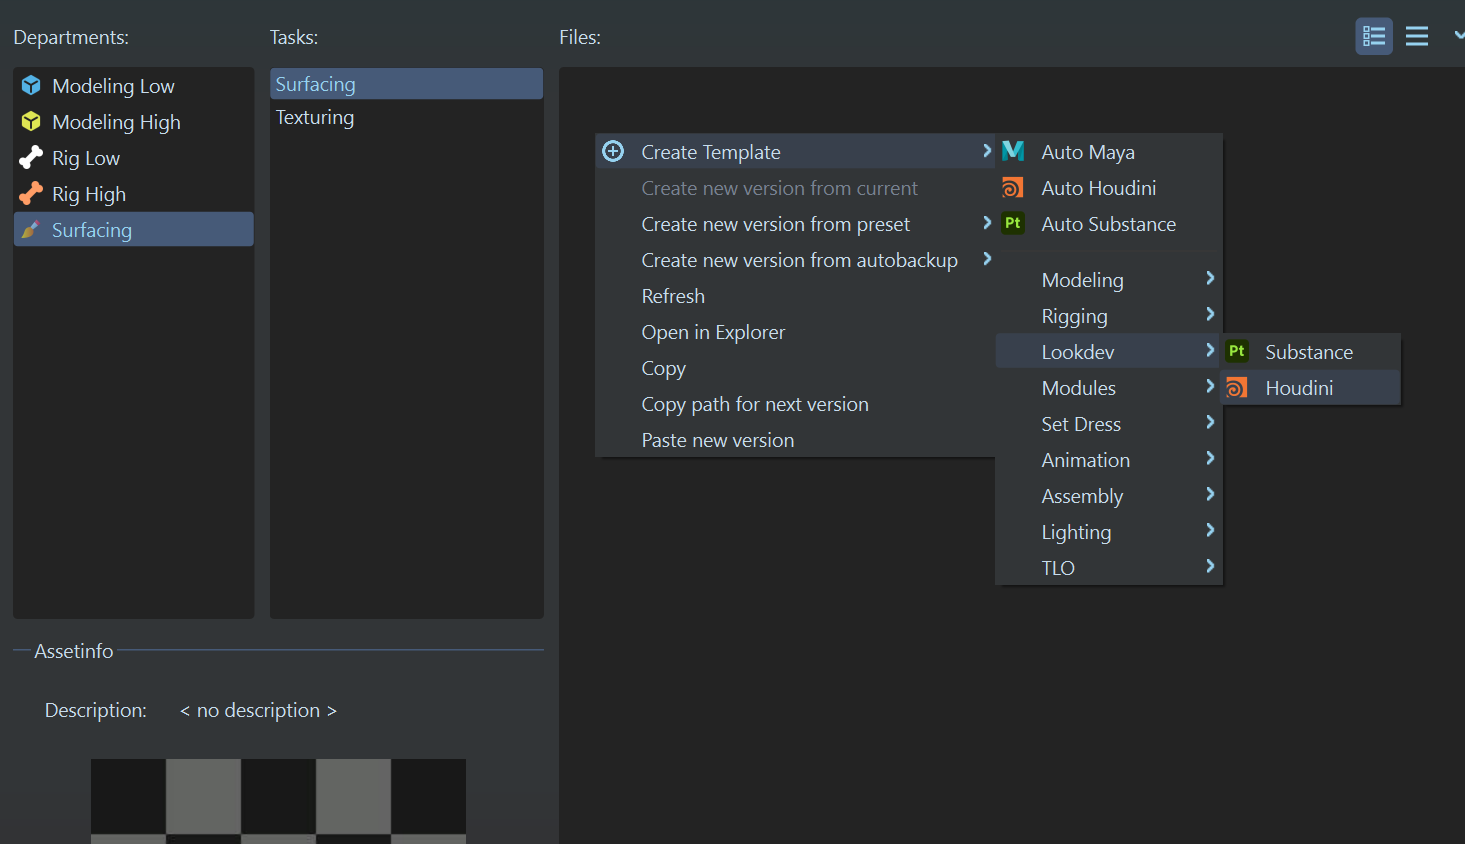 Departments:
Tasks:
Files:
Modeling Low
Modeling High
Rig Low
Rig High
Surfacing
Surfacing
Texturing
Create Template
Create new version from current
Create new version from preset
Create new version from autobackup
Refresh
Open in Explorer
Copy
Copy path for next version
Paste new version
Auto Maya
Auto Houdini
Pt Auto Substance
Modeling
Rigging
Lookdev
Modules
Set Dress
Animation
Assembly
Lighting
TLO
Pt Substance
Houdini
Assetinfo
Description: < no description >